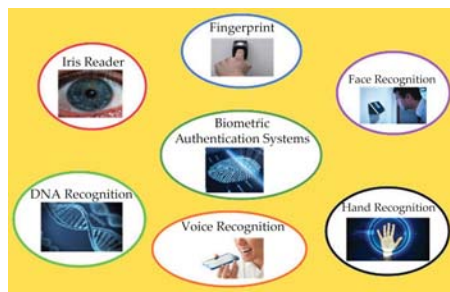 Fingerprint
Iris Reader
Face Recognition
Biometric
Authentication Systems
DNA Recognition
Hand Recognition
Voice Recognition